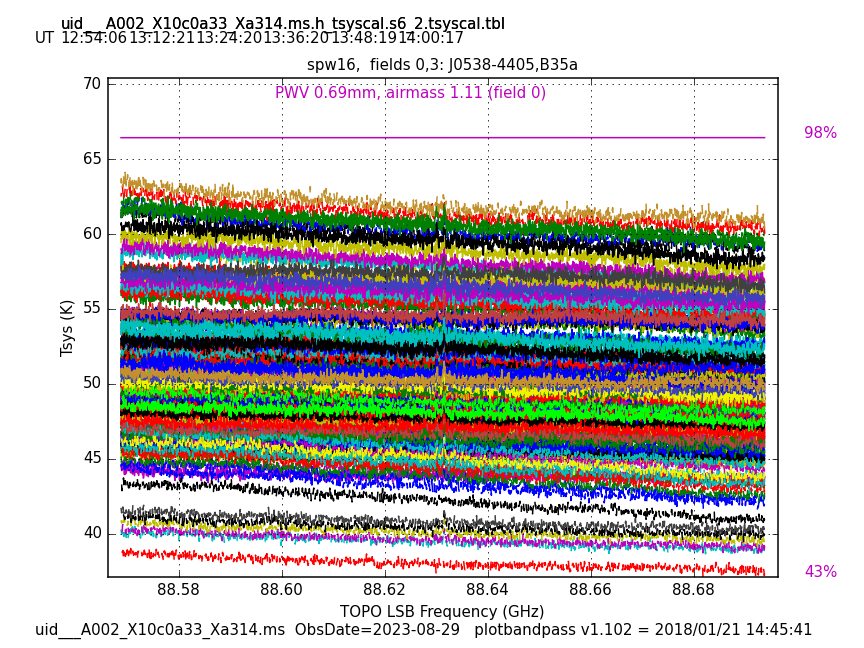 uid___A002_X10c0a33_Xa314.ms.h_tsyscal.s6_2.tsyscal.tbl
UT 12:54:06 13:12:21 13:24:20 13:36:20 13:48:19 14:00:17
spw16, fields 0,3: J0538-4405,B35a
PWV 0.69mm, airmass 1.11 (field 0)
98%
43%
Tsys (K)
70
65
60
55
50
45
40
88.58 88.60 88.62 88.64 88.66 88.68
TOPO LSB Frequency (GHz)
uid___A002_X10c0a33_Xa314.ms ObsDate=2023-08-29 plotbandpass v1.102 = 2018/01/21 14:45:41